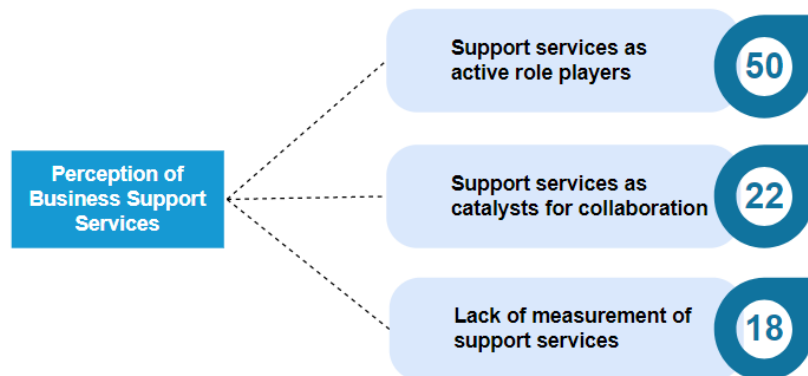 Support services as
active role players
50
Perception of
Business Support
Services
Support services as
catalysts for collaboration
22
Lack of measurement of
support services
18